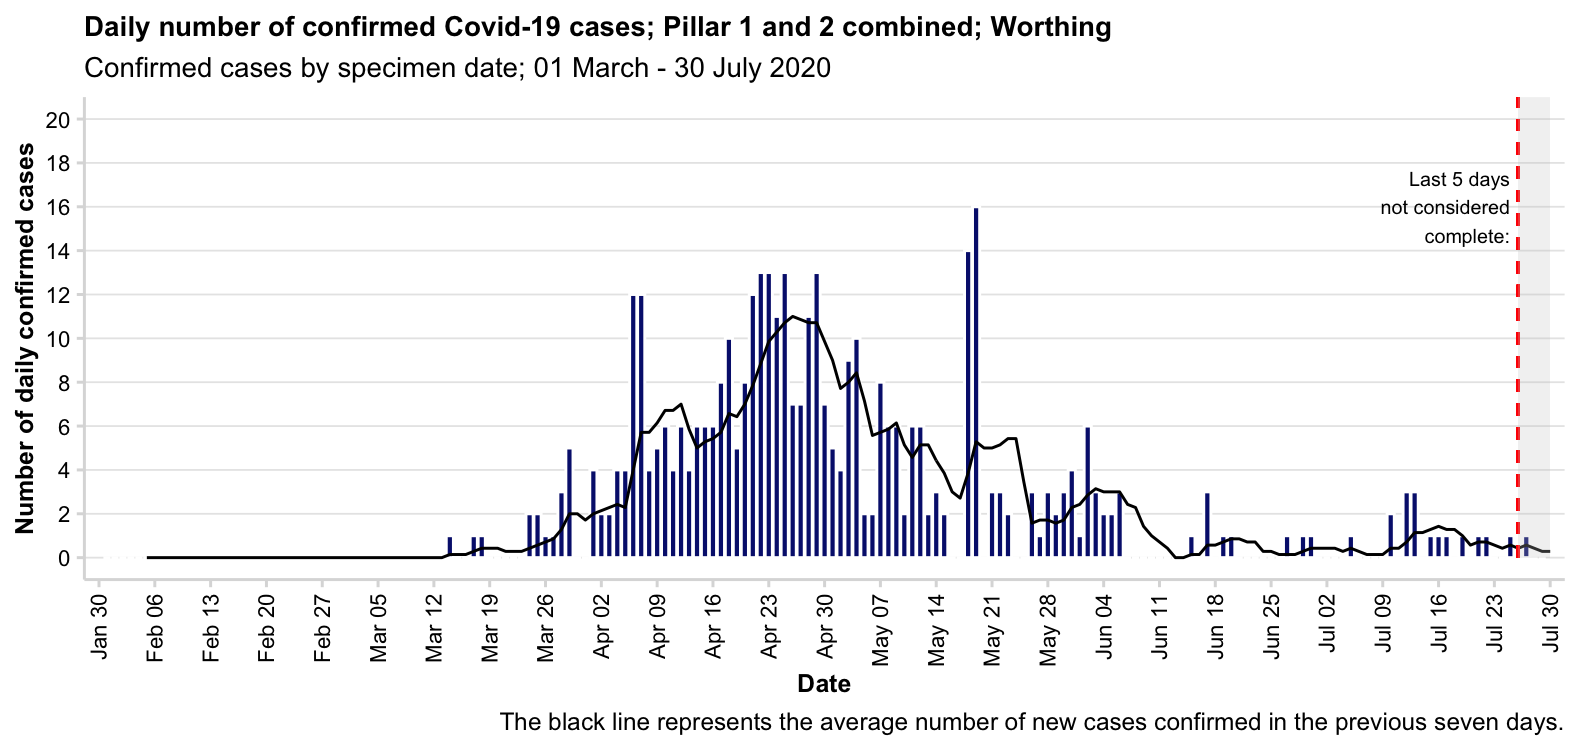 Daily number of confirmed Covid-19 cases; Pillar 1 and 2 combined; Worthing
Confirmed cases by specimen date; 01 March - 30 July 2020
Number of daily confirmed cases
20
18
16
14
12
10
8
6
4
2
0
Last 5 days
not considered
complete:
Jan 30
Feb 06
Feb 13
Feb 20
Feb 27
Mar 05
Mar 12
Mar 19
Mar 26
Apr 02
Apr 09
Apr 16
Apr 23
Apr 30
May 07
May 14
May 21
May 28
Jun 04
Jun 11
Jun 18
Jun 25
Jul 02
Jul 09
Jul 16
Jul 23
Jul 30
Date
The black line represents the average number of new cases confirmed in the previous seven days.